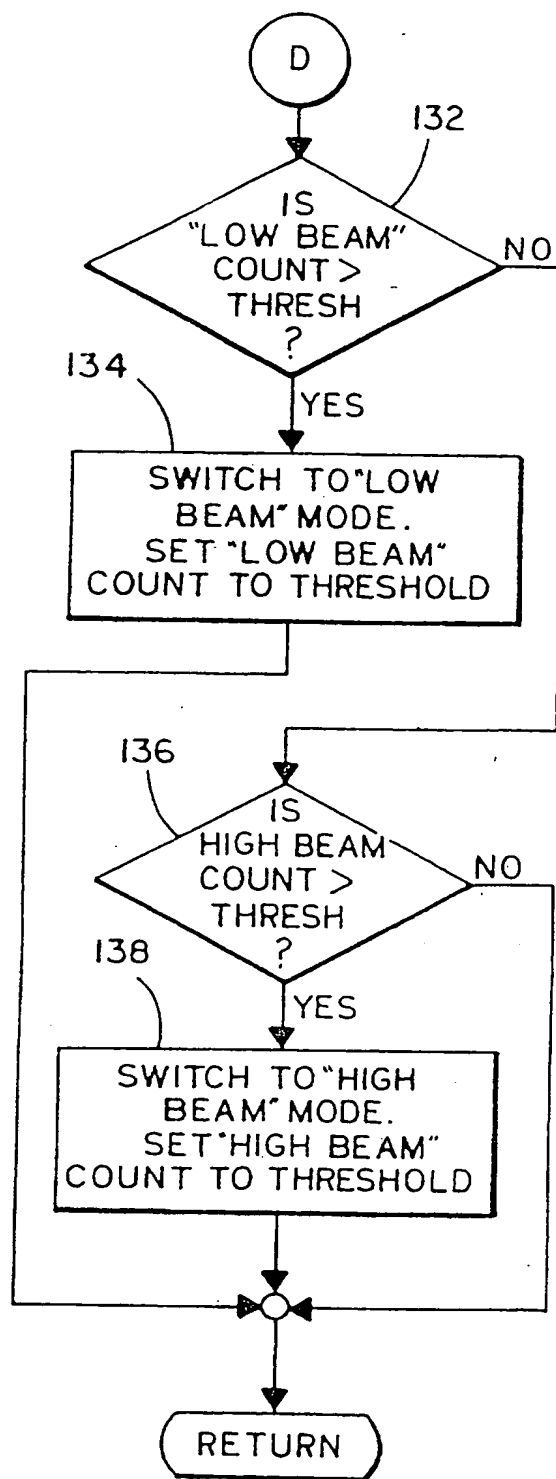 D
132
IS
"LOW BEAM"
COUNT >
THRESH
?
NO
134
YES
SWITCH TO "LOW
BEAM" MODE.
SET "LOW BEAM"
COUNT TO THRESHOLD
136
IS
HIGH BEAM
COUNT >
THRESH
?
NO
138
YES
SWITCH TO "HIGH
BEAM" MODE.
SET "HIGH BEAM"
COUNT TO THRESHOLD
RETURN